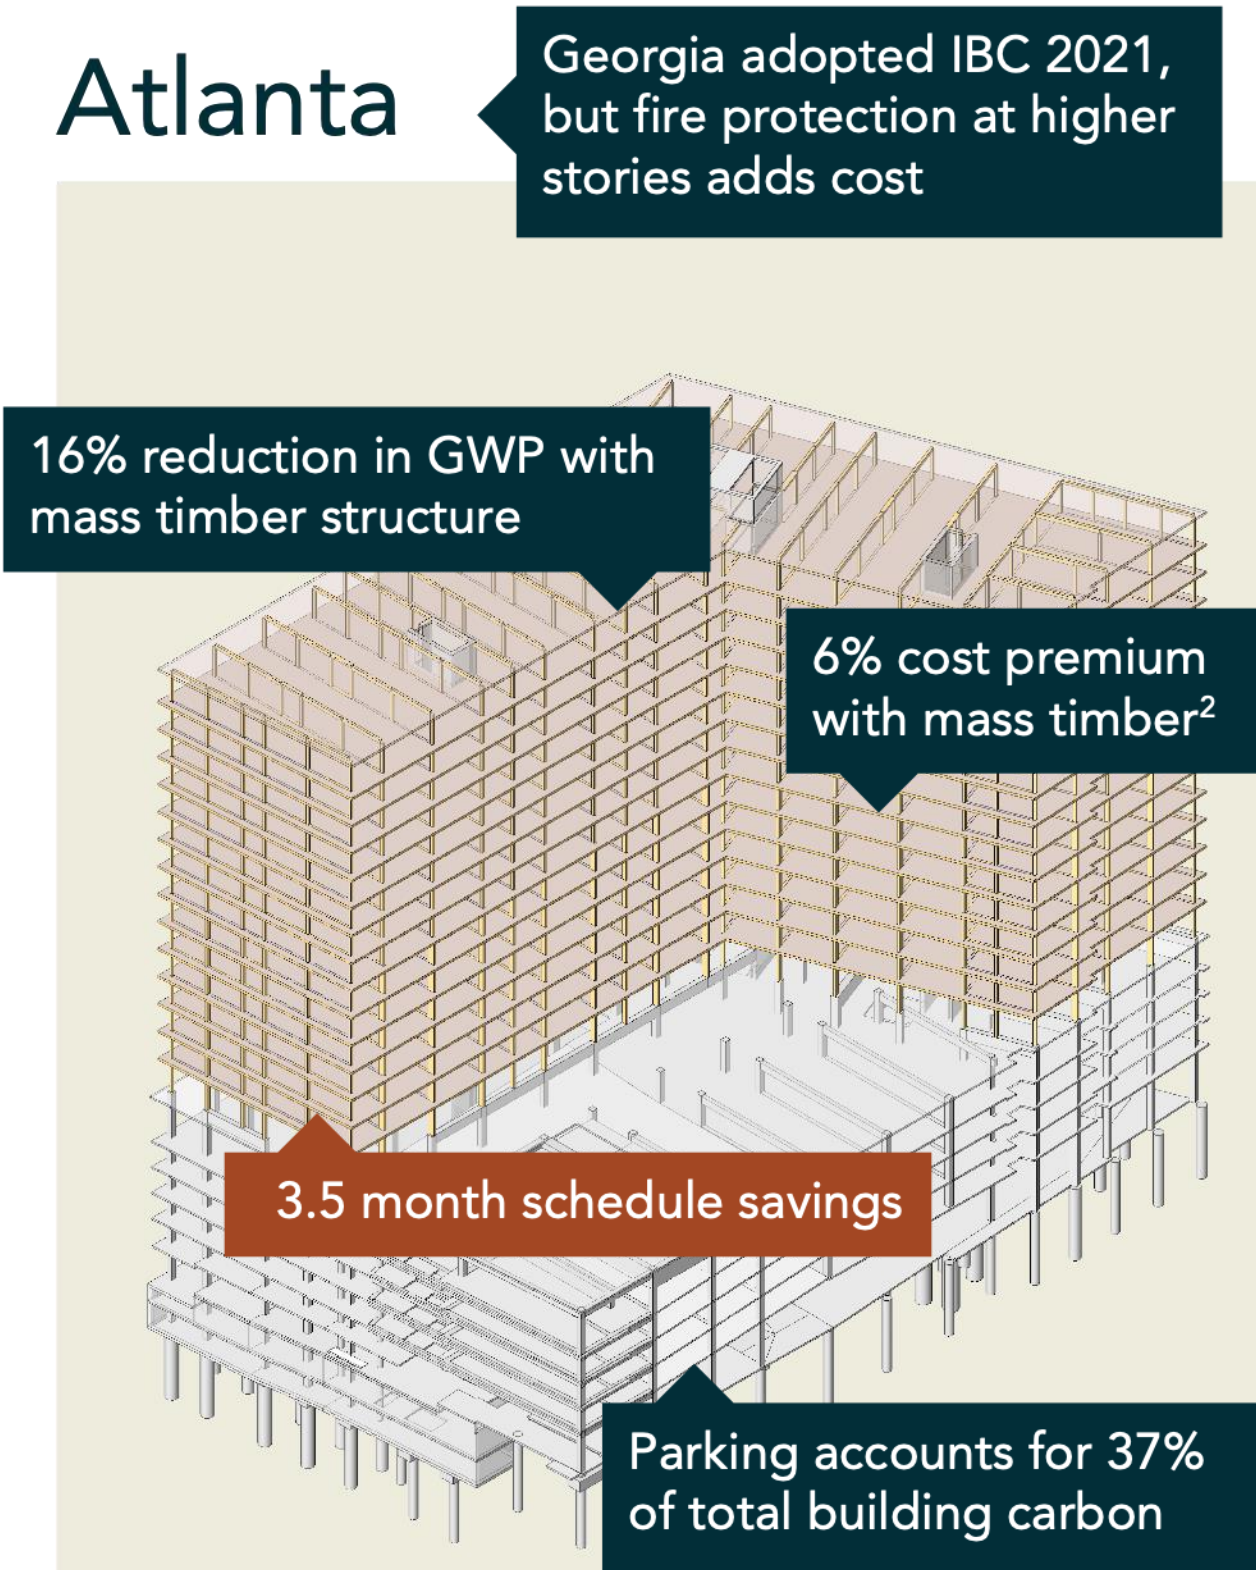 Atlanta
Georgia adopted IBC 2021,
but fire protection at higher
stories adds cost
16% reduction in GWP with
mass timber structure
6% cost premium
with mass timber²
3.5 month schedule savings
Parking accounts for 37%
of total building carbon